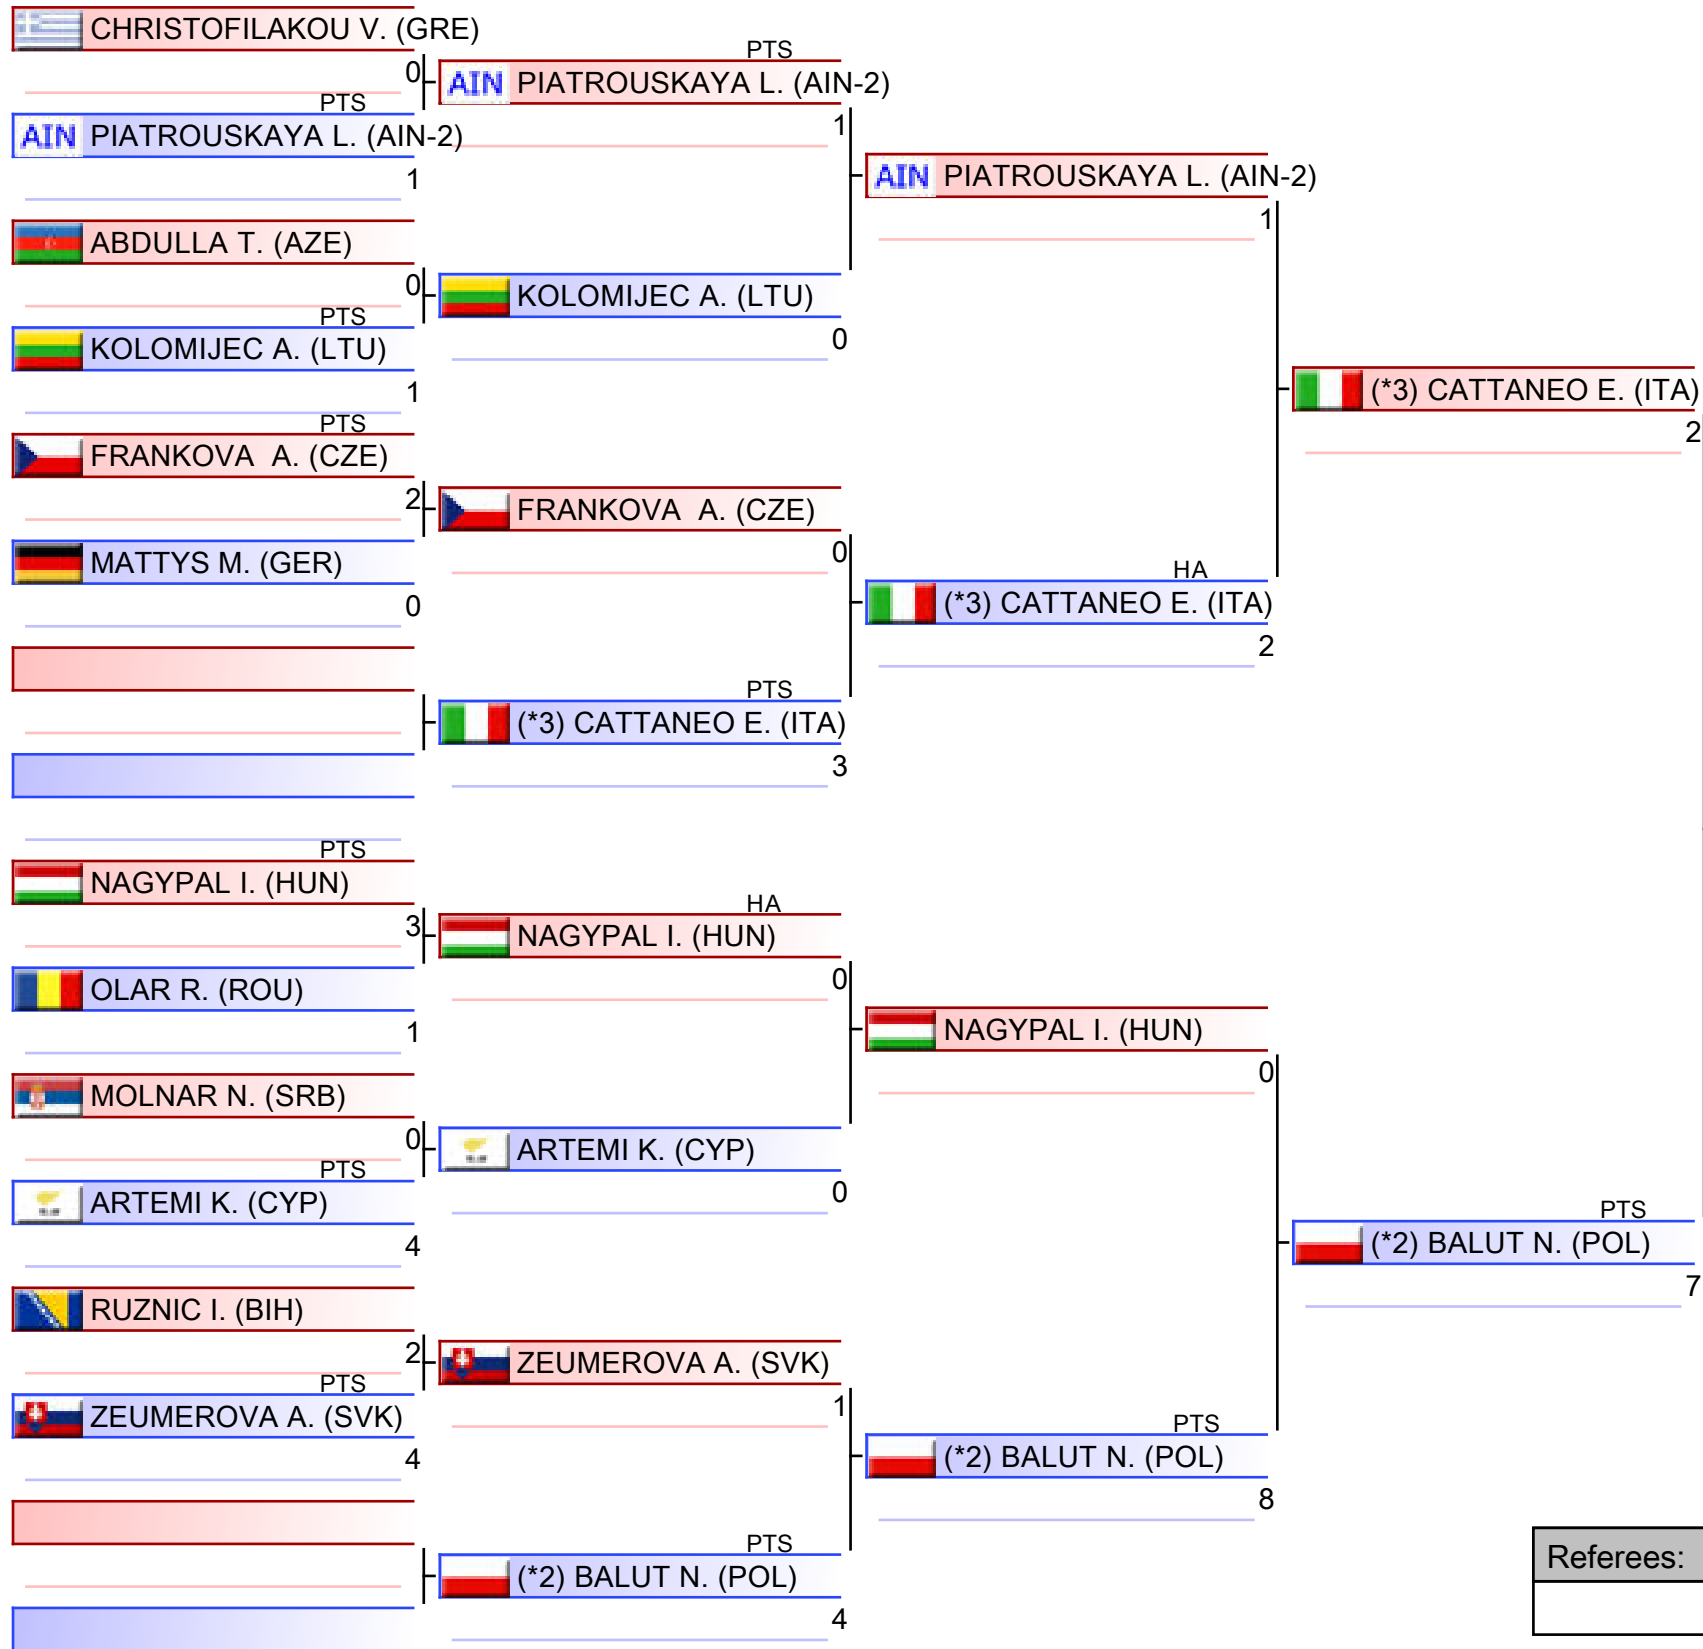 CHRISTOFILAKOU V. (GRE)
0
PTS
AIN PIATROUSKAYA L. (AIN-2)
1
ABDULLA T. (AZE)
0
PTS
KOLOMIJEC A. (LTU)
1
PTS
FRANKOVA  A. (CZE)
2
MATTYS M. (GER)
0
PTS
NAGYPAL I. (HUN)
3
OLAR R. (ROU)
1
MOLNAR N. (SRB)
0
PTS
ARTEMI K. (CYP)
4
RUZNIC I. (BIH)
2
PTS
ZEUMEROVA A. (SVK)
4
PTS
AIN PIATROUSKAYA L. (AIN-2)
1
KOLOMIJEC A. (LTU)
0
FRANKOVA  A. (CZE)
0
PTS
(*3) CATTANEO E. (ITA)
3
HA
NAGYPAL I. (HUN)
0
ARTEMI K. (CYP)
0
ZEUMEROVA A. (SVK)
1
PTS
(*2) BALUT N. (POL)
4
AIN PIATROUSKAYA L. (AIN-2)
1
HA
(*3) CATTANEO E. (ITA)
2
NAGYPAL I. (HUN)
0
PTS
(*2) BALUT N. (POL)
8
(*3) CATTANEO E. (ITA)
2
PTS
(*2) BALUT N. (POL)
7
Referees: